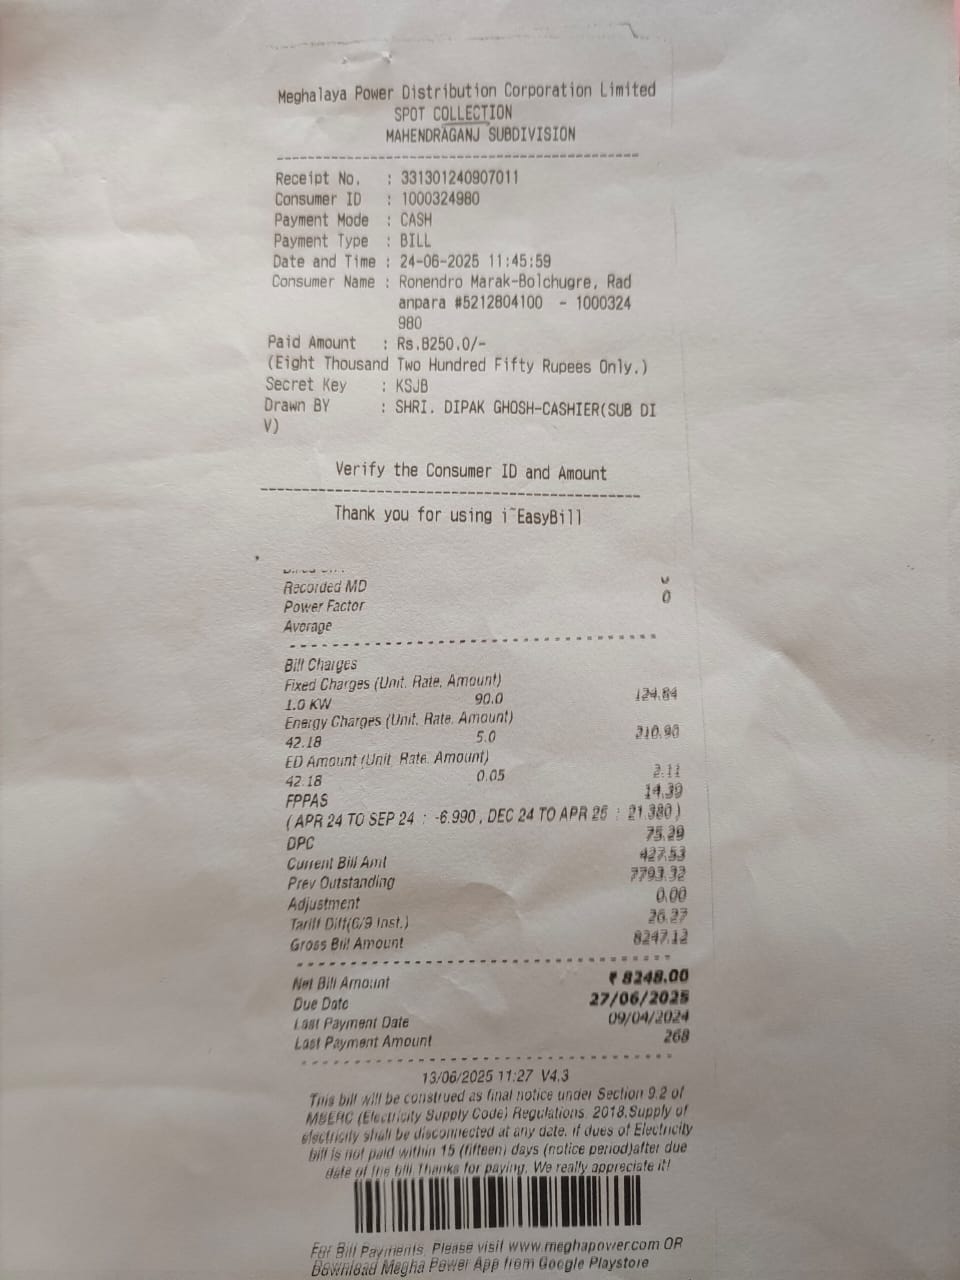 Meghalaya Power Distribution Corporation Limited
SPOT COLLECTION
MAHENDRAGANJ SUBDIVISION
Receipt No. : 331301240907011
Consumer ID : 1000324980
Payment Mode : CASH
Payment Type : BILL
Date and Time : 24-06-2025 11:45:59
Consumer Name : Ronendro Marak-Bolchugre, Rad
anpara #5212804100 - 1000324
980
Paid Amount : Rs.8250.0/-
(Eight Thousand Two Hundred Fifty Rupees Only.)
Secret Key : KSJB
Drawn BY : SHRI. DIPAK GHOSH-CASHIER(SUB DI
V)
Verify the Consumer ID and Amount
Thank you for using i~EasyBill
Recorded MD
Power Factor 0
Average
Bill Charges
Fixed Charges (Unit, Rate, Amount)
1.0 KW 90.0 124.84
Energy Charges (Unit, Rate, Amount)
42.18 5.0 210.90
ED Amount (Unit, Rate, Amount)
42.18 0.05 2.11
FPPAS 14.39
( APR 24 TO SEP 24 : -6.990 , DEC 24 TO APR 25 : 21.380 )
DPC 75.29
Current Bill Amt 427.53
Prev Outstanding 7793.32
Adjustment 0.00
Tariff Diff(6/9 Inst.) 26.27
Gross Bill Amount 8247.12
Net Bill Amount ₹ 8248.00
Due Date 27/06/2025
Last Payment Date 09/04/2024
Last Payment Amount 268
13/06/2025 11:27 V4.3
This bill will be construed as final notice under Section 9.2 of
MSERC (Electricity Supply Code) Regulations, 2018.Supply of
electricity shall be disconnected at any date, if dues of Electricity
bill is not paid within 15 (fifteen) days (notice period)after due
date of the bill.Thanks for paying, We really appreciate it!
For Bill Payments, Please visit www.meghapower.com OR
Download Megha Power App from Google Playstore